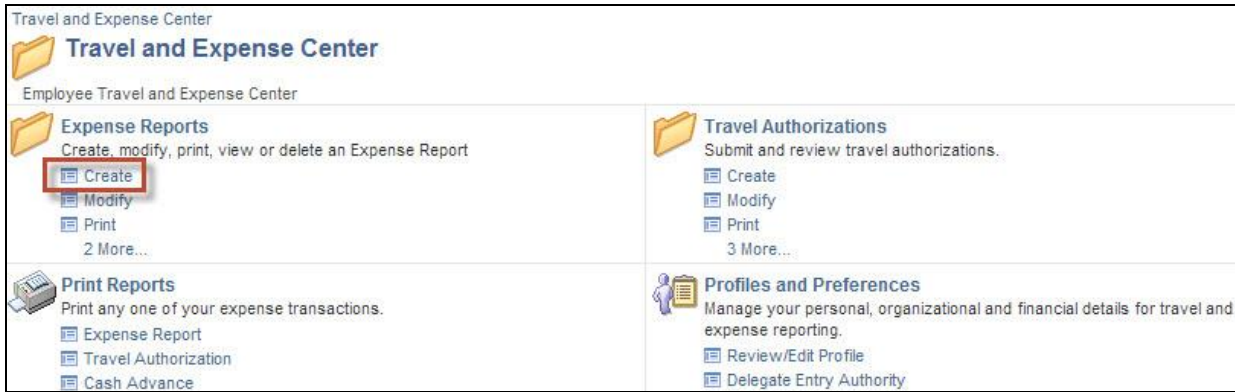 Travel and Expense Center
Travel and Expense Center
Employee Travel and Expense Center
Expense Reports
Create, modify, print, view or delete an Expense Report
Create
Modify
Print
2 More...
Travel Authorizations
Submit and review travel authorizations.
Create
Modify
Print
3 More...
Print Reports
Print any one of your expense transactions.
Expense Report
Travel Authorization
Cash Advance
Profiles and Preferences
Manage your personal, organizational and financial details for travel and
expense reporting.
Review/Edit Profile
Delegate Entry Authority